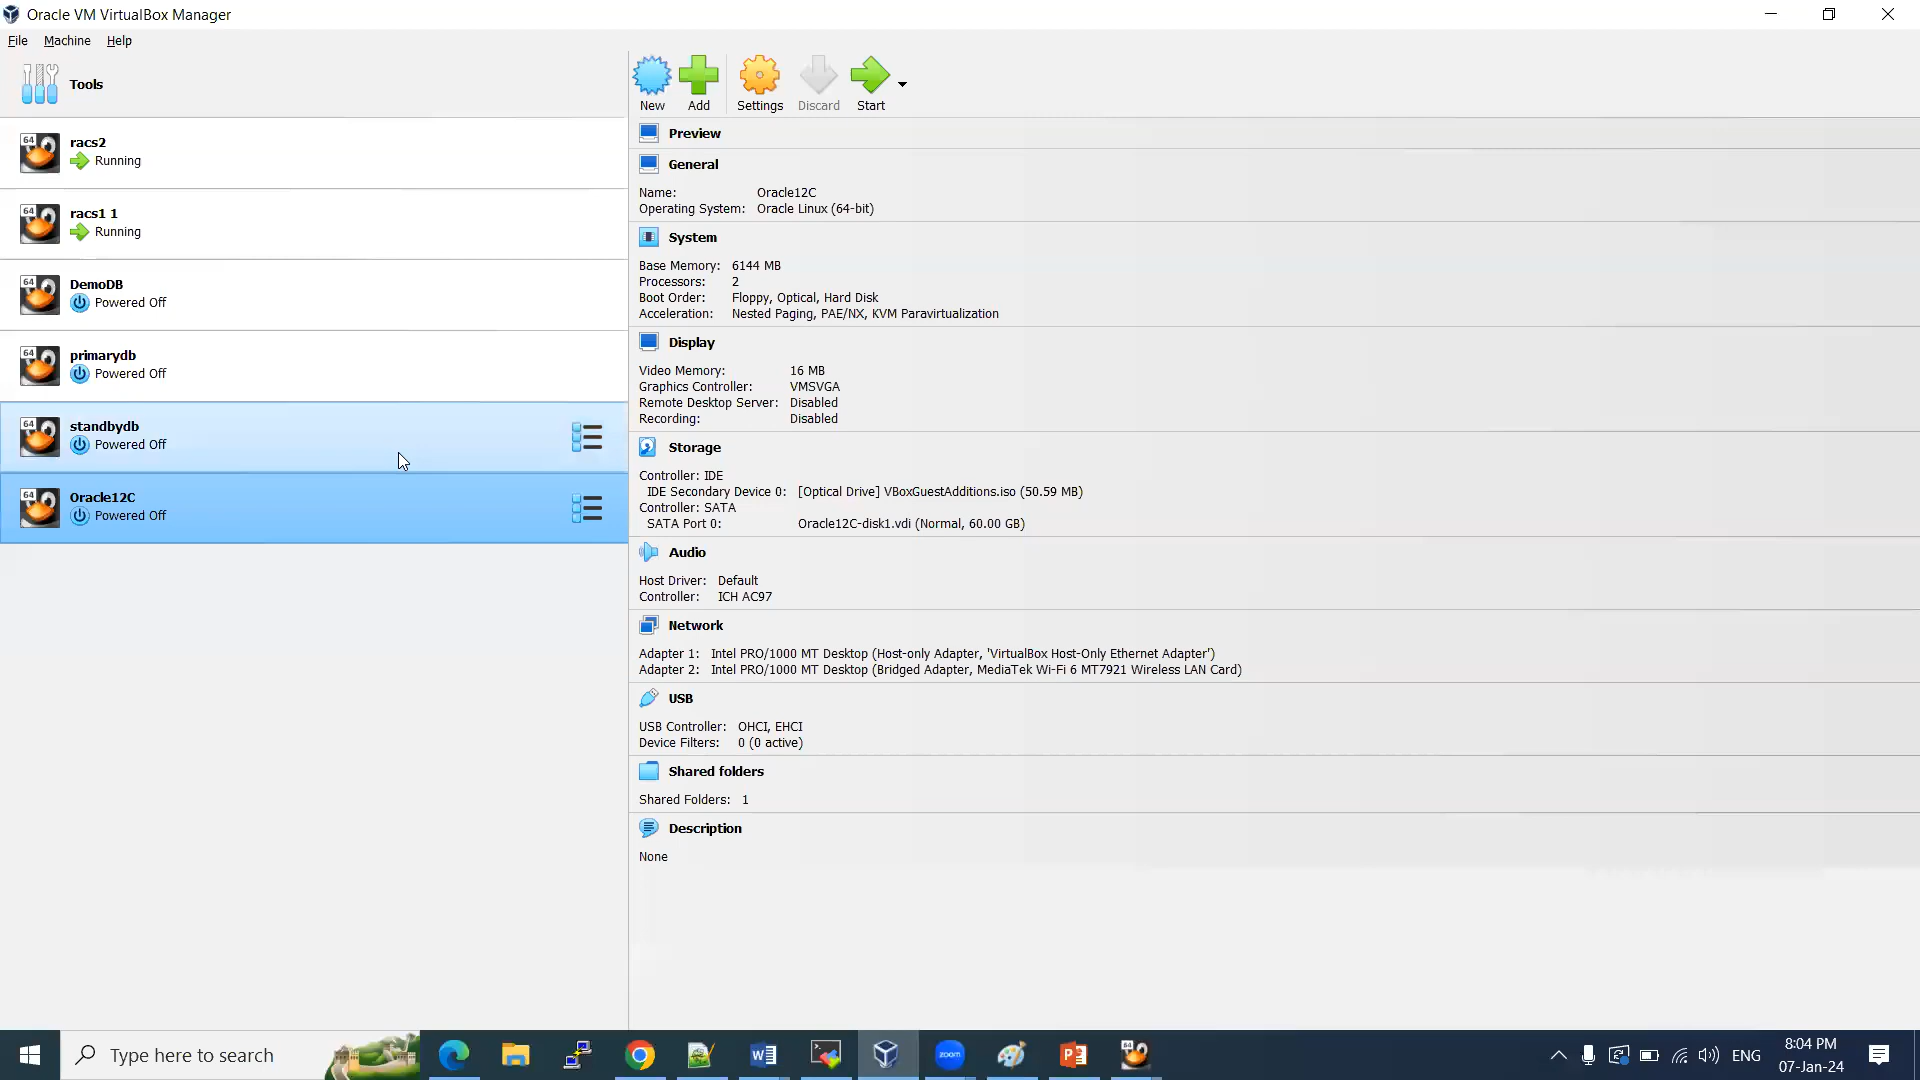 Oracle VM VirtualBox Manager
File Machine Help
Tools
New Add Settings Discard Start
64
racs2
Running
64
racs1 1
Running
64
DemoDB
Powered Off
64
primarydb
Powered Off
64
standbydb
Powered Off
64
Oracle12C
Powered Off
Preview
General
Name: Oracle12C
Operating System: Oracle Linux (64-bit)
System
Base Memory: 6144 MB
Processors: 2
Boot Order: Floppy, Optical, Hard Disk
Acceleration: Nested Paging, PAE/NX, KVM Paravirtualization
Display
Video Memory: 16 MB
Graphics Controller: VMSVGA
Remote Desktop Server: Disabled
Recording: Disabled
Storage
Controller: IDE
IDE Secondary Device 0: [Optical Drive] VBoxGuestAdditions.iso (50.59 MB)
Controller: SATA
SATA Port 0: Oracle12C-disk1.vdi (Normal, 60.00 GB)
Audio
Host Driver: Default
Controller: ICH AC97
Network
Adapter 1: Intel PRO/1000 MT Desktop (Host-only Adapter, 'VirtualBox Host-Only Ethernet Adapter')
Adapter 2: Intel PRO/1000 MT Desktop (Bridged Adapter, MediaTek Wi-Fi 6 MT7921 Wireless LAN Card)
USB
USB Controller: OHCI, EHCI
Device Filters: 0 (0 active)
Shared folders
Shared Folders: 1
Description
None
Type here to search
zoom
64
ENG
8:04 PM
07-Jan-24